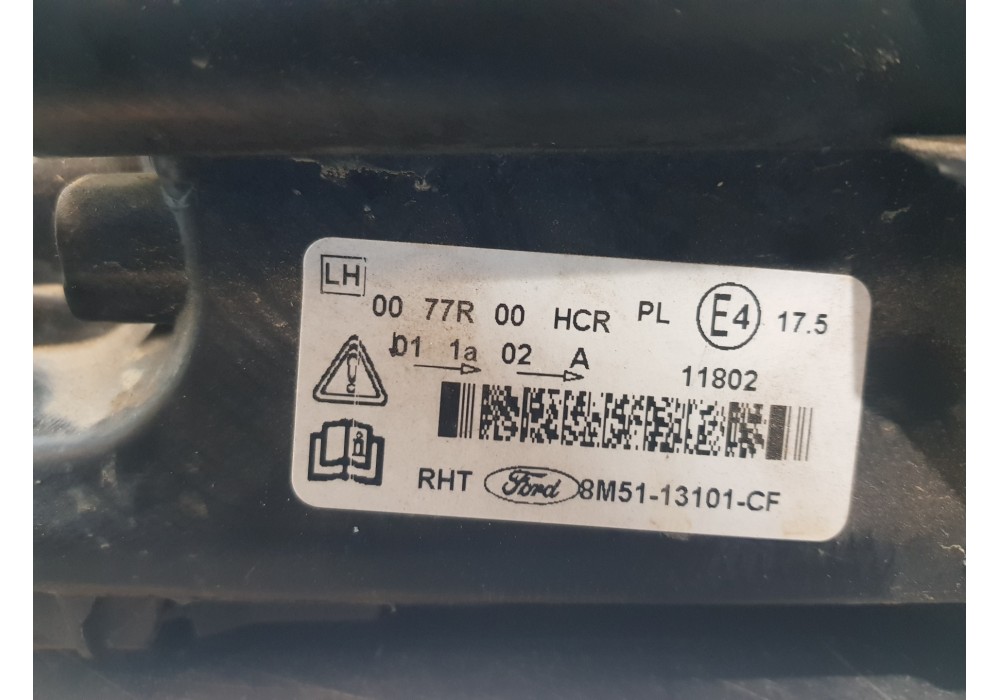 LH
00 77R 00 HCR PL E4 17.5
01 1a 02 A 11802
RHT Ford 8M51-13101-CF